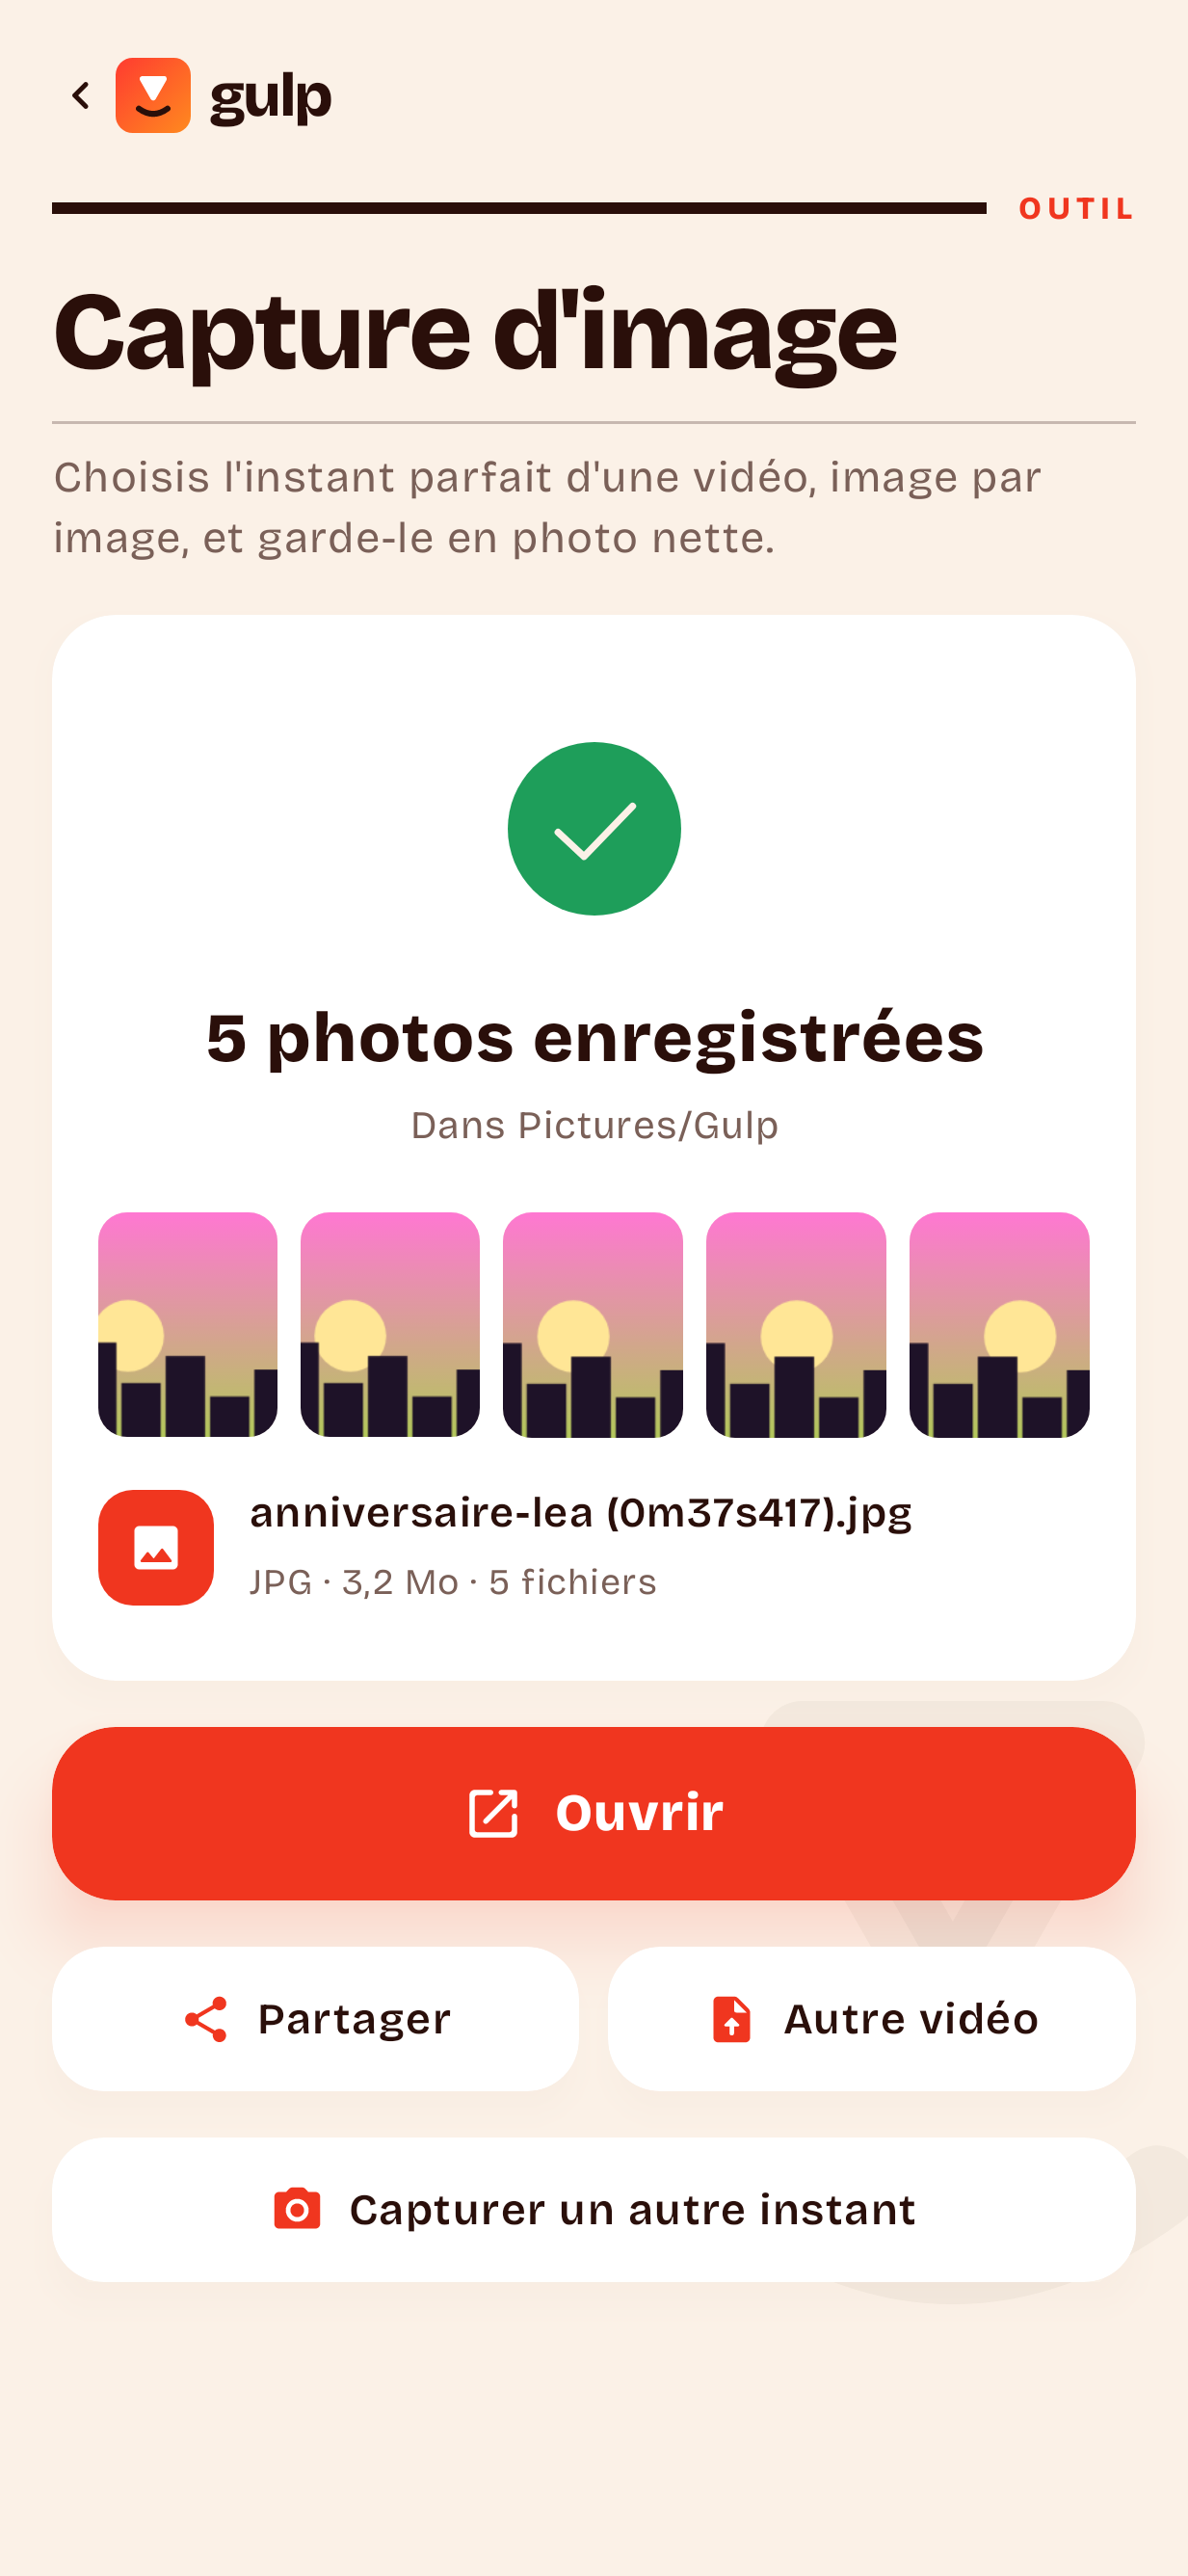 gulp
OUTIL
Capture d'image
Choisis l'instant parfait d'une vidéo, image par
image, et garde-le en photo nette.
5 photos enregistrées
Dans Pictures/Gulp
anniversaire-lea (0m37s417).jpg
JPG · 3,2 Mo · 5 fichiers
Ouvrir
Partager
Autre vidéo
Capturer un autre instant